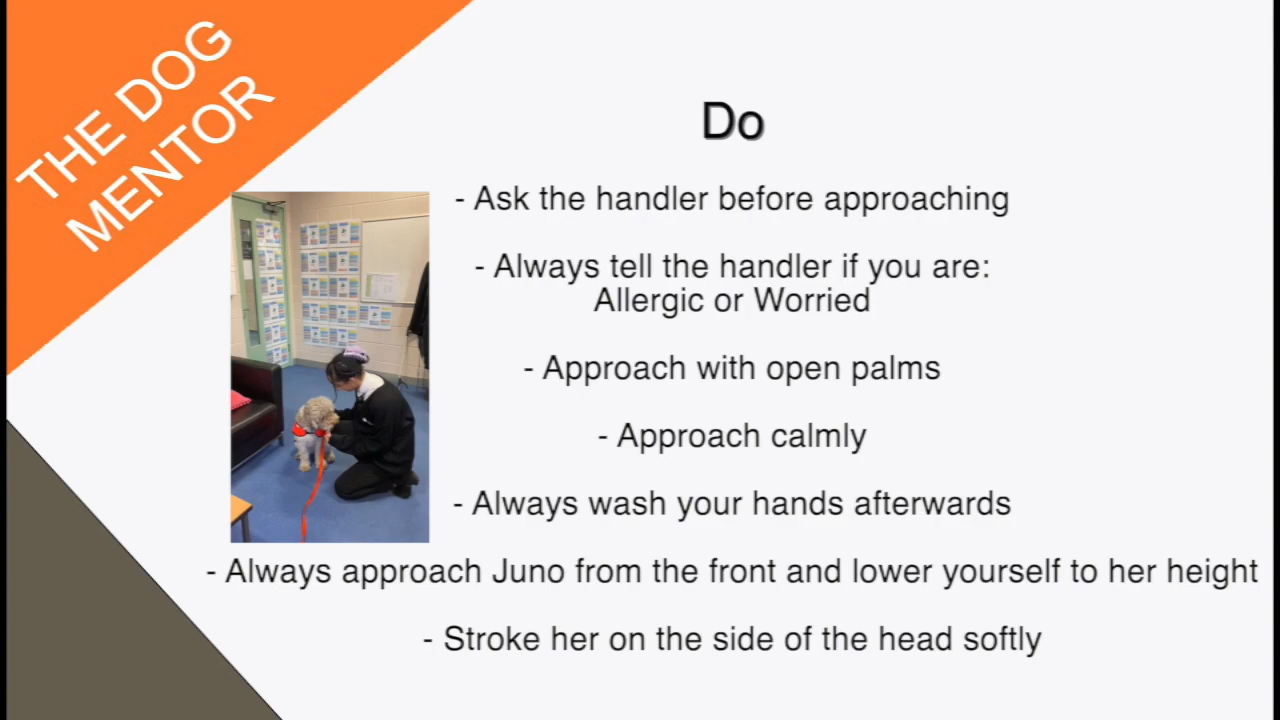 THE DOG
MENTOR
Do
- Ask the handler before approaching
- Always tell the handler if you are:
Allergic or Worried
- Approach with open palms
- Approach calmly
- Always wash your hands afterwards
- Always approach Juno from the front and lower yourself to her height
- Stroke her on the side of the head softly